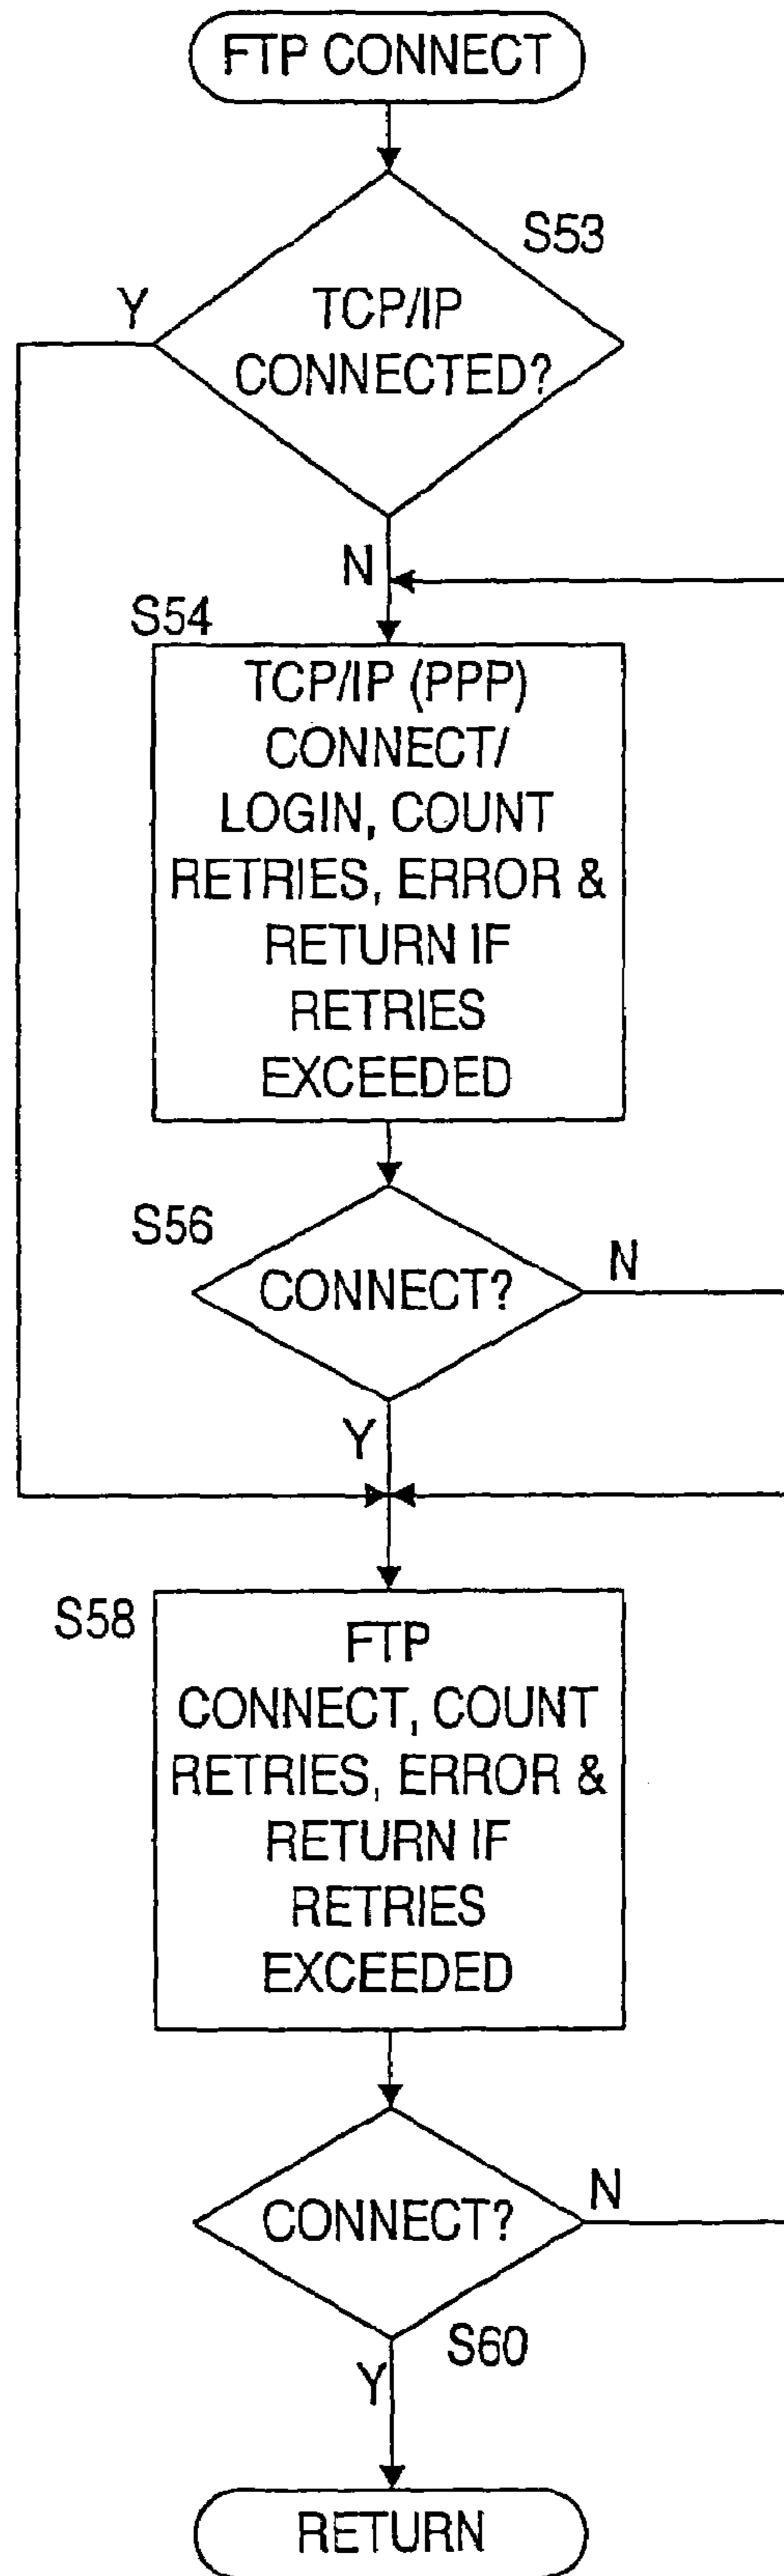 FTP CONNECT
S53
Y
TCP/IP
CONNECTED?
N
S54
TCP/IP (PPP)
CONNECT/
LOGIN, COUNT
RETRIES, ERROR &
RETURN IF
RETRIES
EXCEEDED
S56
CONNECT?
N
Y
S58
FTP
CONNECT, COUNT
RETRIES, ERROR &
RETURN IF
RETRIES
EXCEEDED
CONNECT?
N
S60
Y
RETURN